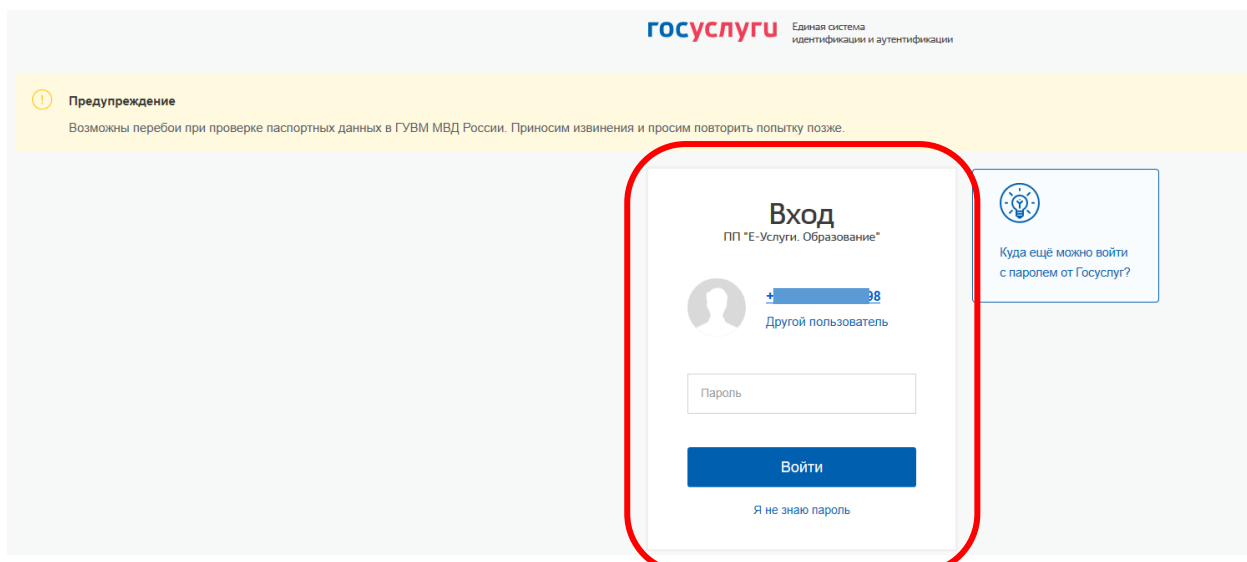 госуслуги
Единая система
идентификации и аутентификации
Предупреждение
Возможны перебои при проверке паспортных данных в ГУВМ МВД России. Приносим извинения и просим повторить попытку позже.
Вход
ПП "Е-Услуги. Образование"
+ 98
Другой пользователь
Пароль
Войти
Я не знаю пароль
Куда ещё можно войти
с паролем от Госуслуг?